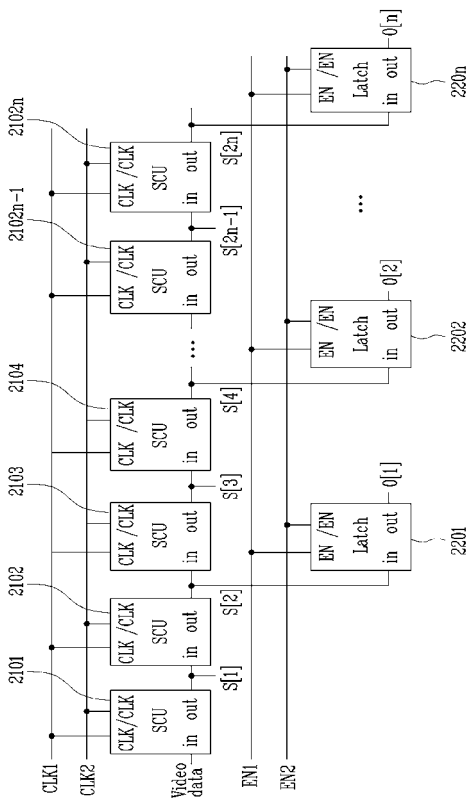 2101
2102
2103
2104
2102n-1
2102n
CLK1
CLK2
CLK /CLK
SCU
in out
CLK /CLK
SCU
in out
CLK /CLK
SCU
in out
CLK /CLK
SCU
in out
CLK /CLK
SCU
in out
CLK /CLK
SCU
in out
...
Video
data
S[1]
S[2]
S[3]
S[4]
S[2n-1]
S[2n]
EN1
EN2
EN /EN
Latch
in out
O[1]
EN /EN
Latch
in out
O[2]
...
EN /EN
Latch
in out
O[n]
2201
2202
220n